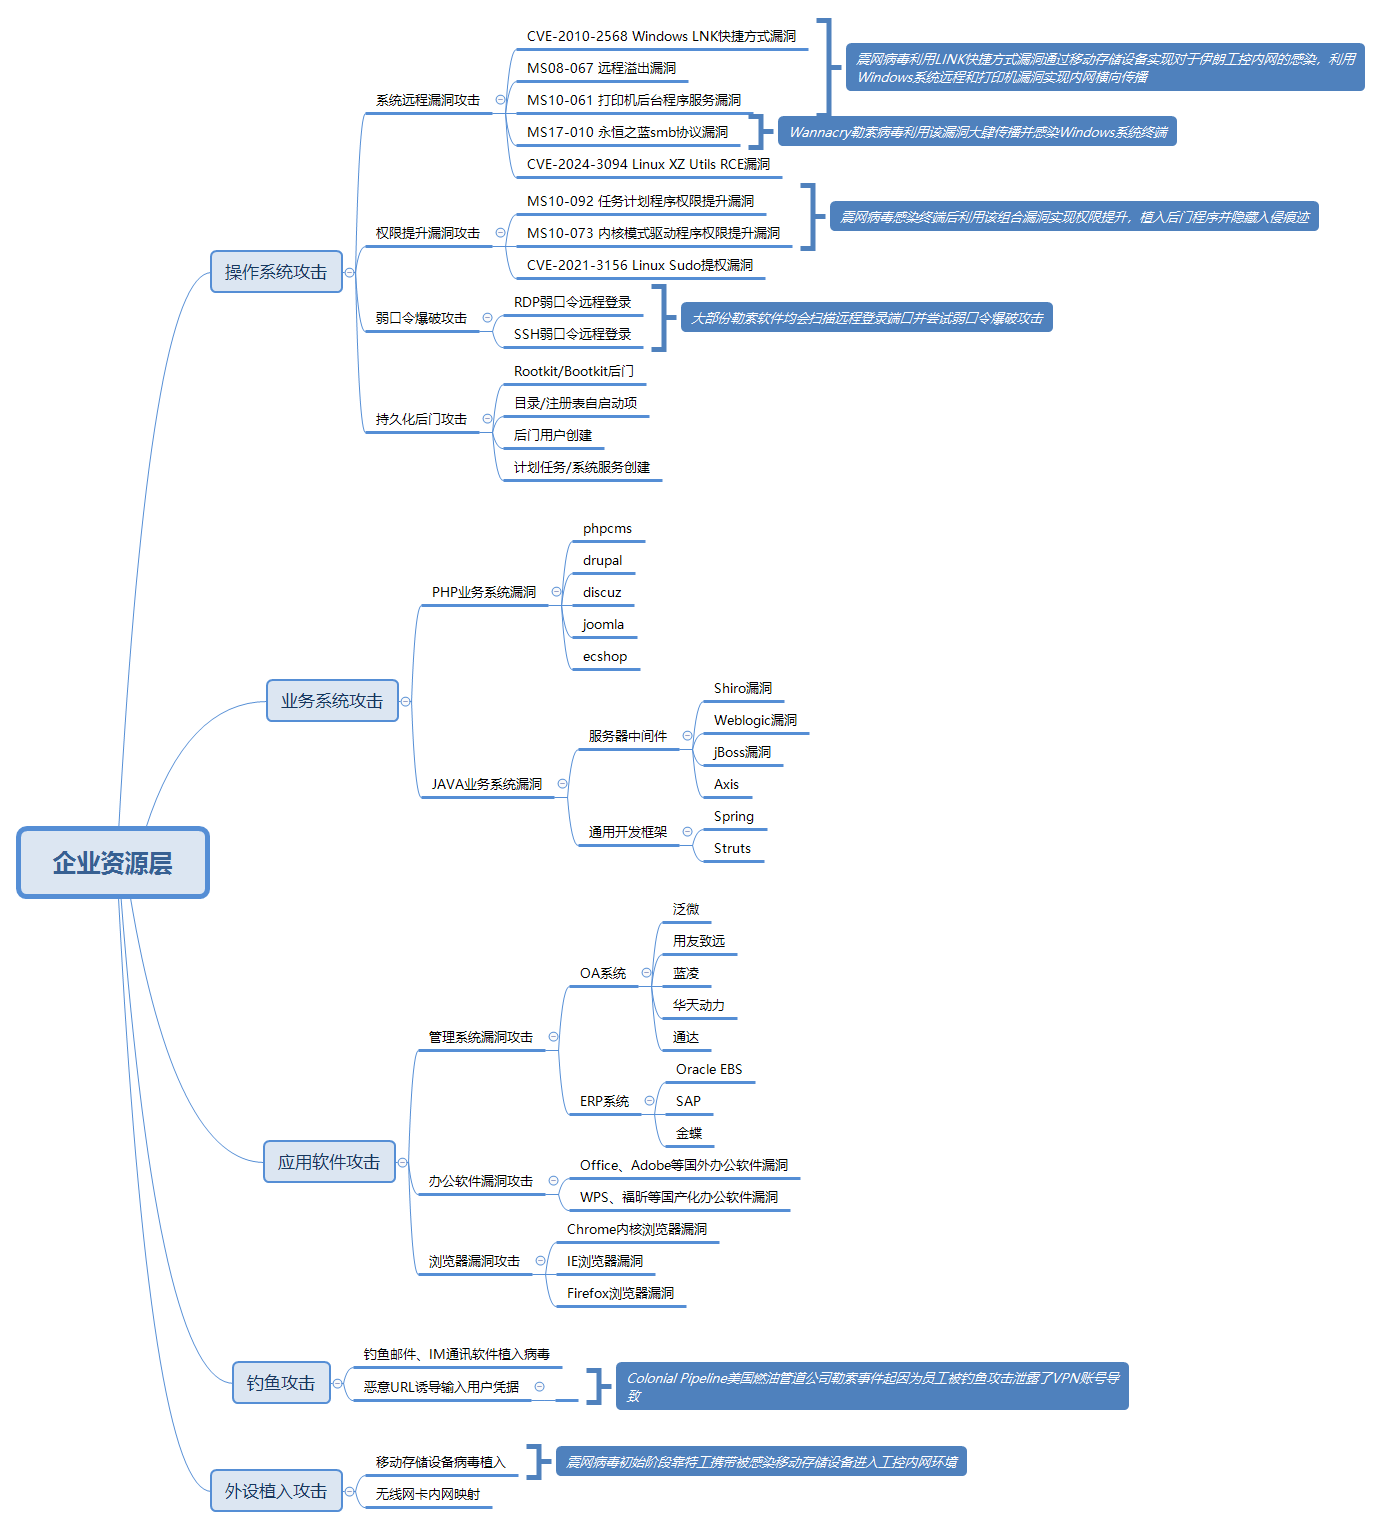 企业资源层
操作系统攻击
系统远程漏洞攻击
CVE-2010-2568 Windows LNK快捷方式漏洞
MS08-067 远程溢出漏洞
MS10-061 打印机后台程序服务漏洞
震网病毒利用LINK快捷方式漏洞通过移动存储设备实现对于伊朗工控内网的感染，利用
Windows系统远程和打印机漏洞实现内网横向传播
MS17-010 永恒之蓝smb协议漏洞
Wannacry勒索病毒利用该漏洞大肆传播并感染Windows系统终端
CVE-2024-3094 Linux XZ Utils RCE漏洞
权限提升漏洞攻击
MS10-092 任务计划程序权限提升漏洞
MS10-073 内核模式驱动程序权限提升漏洞
震网病毒感染终端后利用该组合漏洞实现权限提升，植入后门程序并隐藏入侵痕迹
CVE-2021-3156 Linux Sudo提权漏洞
弱口令爆破攻击
RDP弱口令远程登录
SSH弱口令远程登录
大部份勒索软件均会扫描远程登录端口并尝试弱口令爆破攻击
持久化后门攻击
Rootkit/Bootkit后门
目录/注册表自启动项
后门用户创建
计划任务/系统服务创建
业务系统攻击
PHP业务系统漏洞
phpcms
drupal
discuz
joomla
ecshop
JAVA业务系统漏洞
服务器中间件
Shiro漏洞
Weblogic漏洞
jBoss漏洞
Axis
通用开发框架
Spring
Struts
应用软件攻击
管理系统漏洞攻击
OA系统
泛微
用友致远
蓝凌
华天动力
通达
ERP系统
Oracle EBS
SAP
金蝶
办公软件漏洞攻击
Office、Adobe等国外办公软件漏洞
WPS、福昕等国产化办公软件漏洞
浏览器漏洞攻击
Chrome内核浏览器漏洞
IE浏览器漏洞
Firefox浏览器漏洞
钓鱼攻击
钓鱼邮件、IM通讯软件植入病毒
恶意URL诱导输入用户凭据
Colonial Pipeline美国燃油管道公司勒索事件起因为员工被钓鱼攻击泄露了VPN账号导
致
外设植入攻击
移动存储设备病毒植入
震网病毒初始阶段靠特工携带被感染移动存储设备进入工控内网环境
无线网卡内网映射